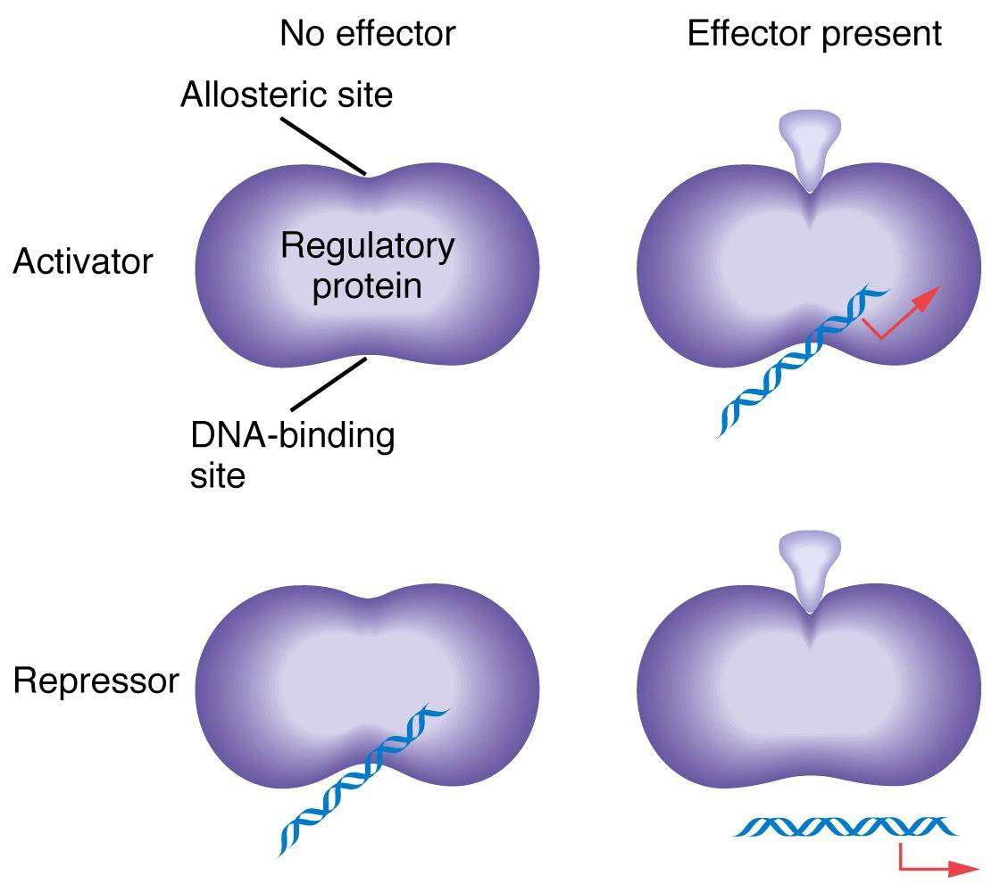 No effector
Effector present
Allosteric site
Activator
Regulatory
protein
DNA-binding
site
Repressor